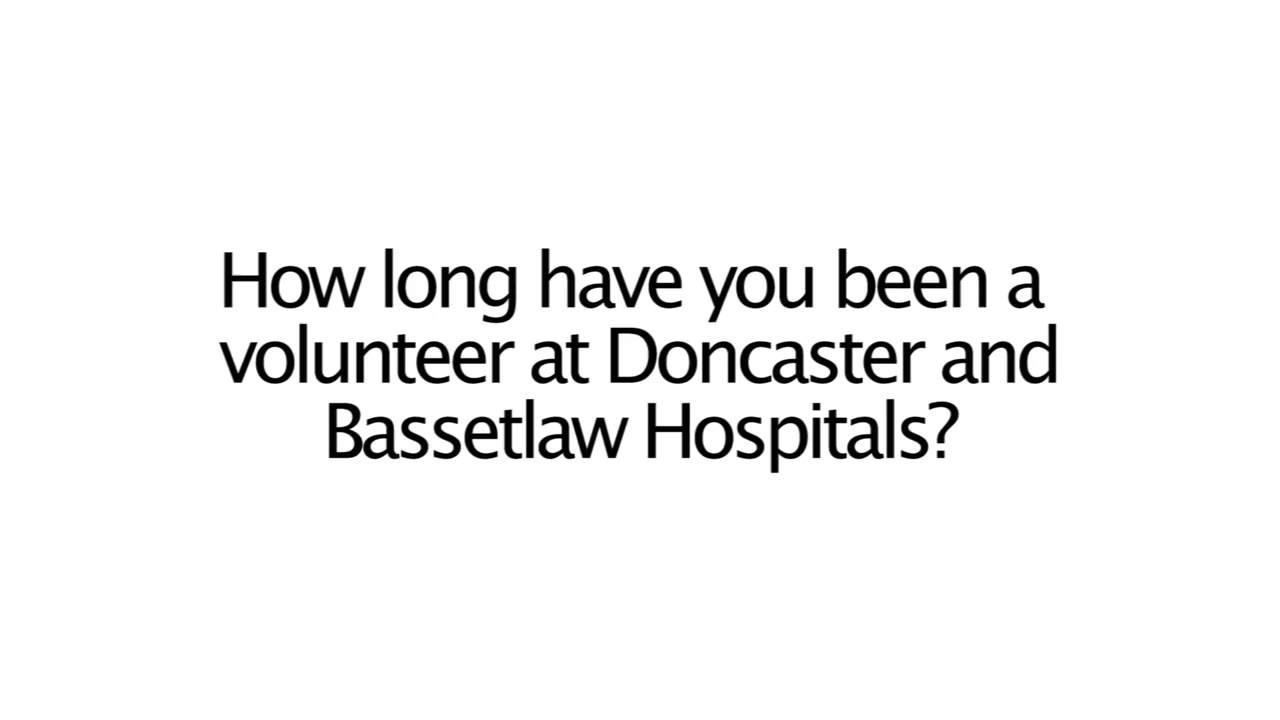 How long have you been a
volunteer at Doncaster and
Bassetlaw Hospitals?